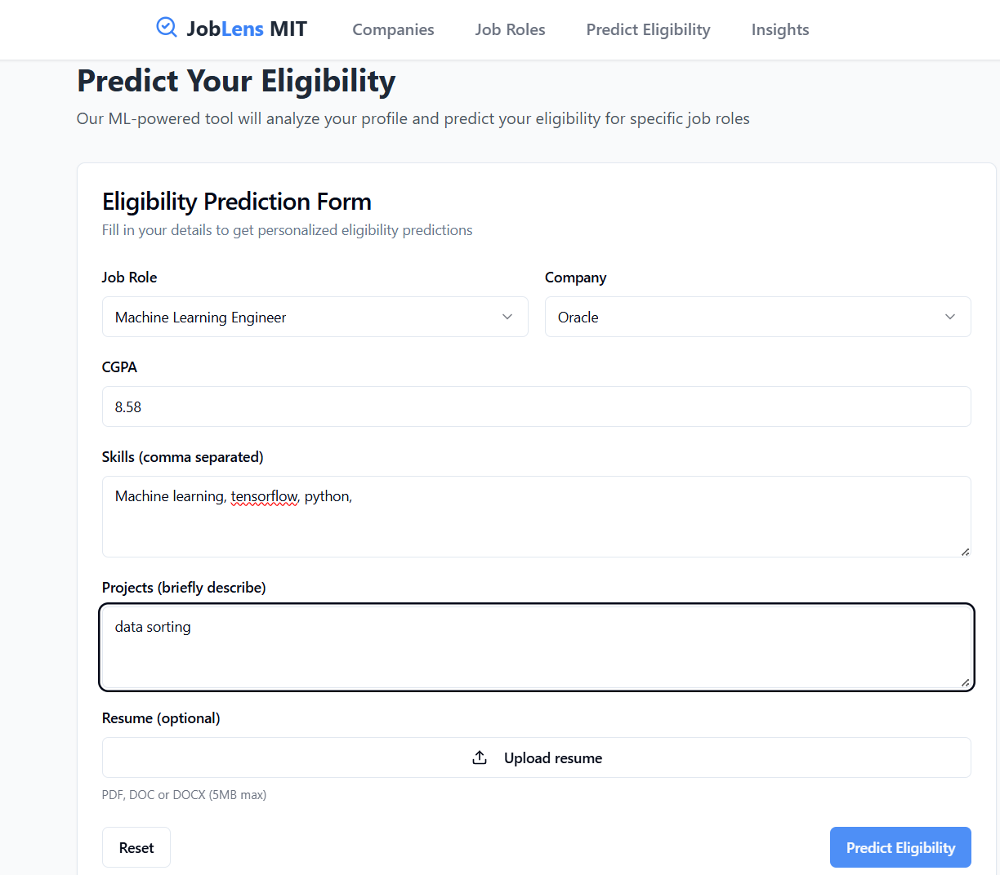 JobLens MIT Companies Job Roles Predict Eligibility Insights
Predict Your Eligibility
Our ML-powered tool will analyze your profile and predict your eligibility for specific job roles
Eligibility Prediction Form
Fill in your details to get personalized eligibility predictions
Job Role Company
Machine Learning Engineer Oracle
CGPA
8.58
Skills (comma separated)
Machine learning, tensorflow, python,
Projects (briefly describe)
data sorting
Resume (optional)
Upload resume
PDF, DOC or DOCX (5MB max)
Reset Predict Eligibility